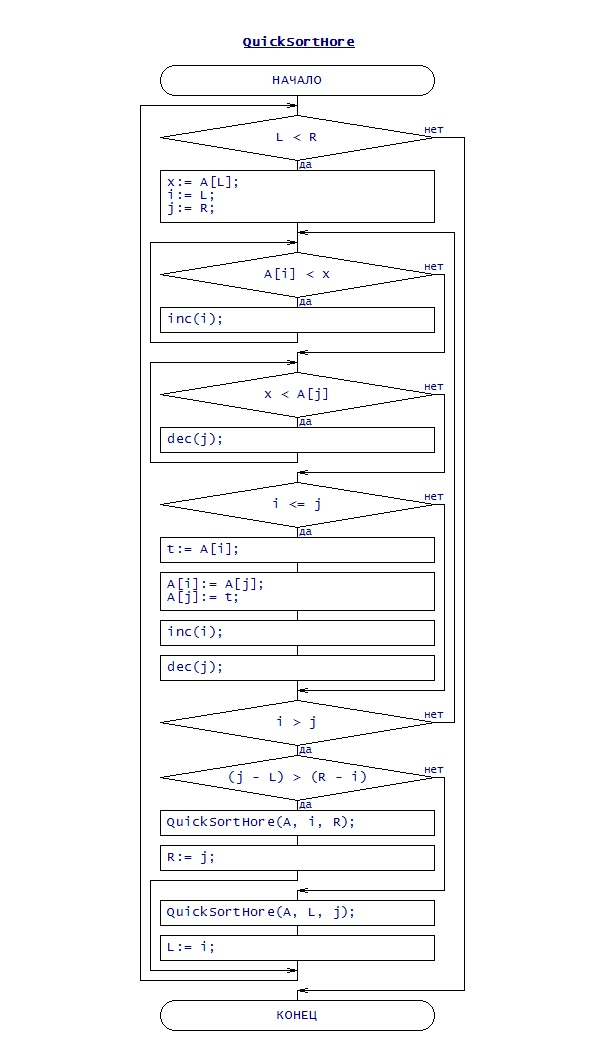 QuickSortHore
НАЧАЛО
L < R
нет
да
x:= A[L];
i:= L;
j:= R;
A[i] < x
нет
да
inc(i);
x < A[j]
нет
да
dec(j);
i <= j
нет
да
t:= A[i];
A[i]:= A[j];
A[j]:= t;
inc(i);
dec(j);
i > j
нет
да
(j - L) > (R - i)
нет
да
QuickSortHore(A, i, R);
R:= j;
QuickSortHore(A, L, j);
L:= i;
КОНЕЦ